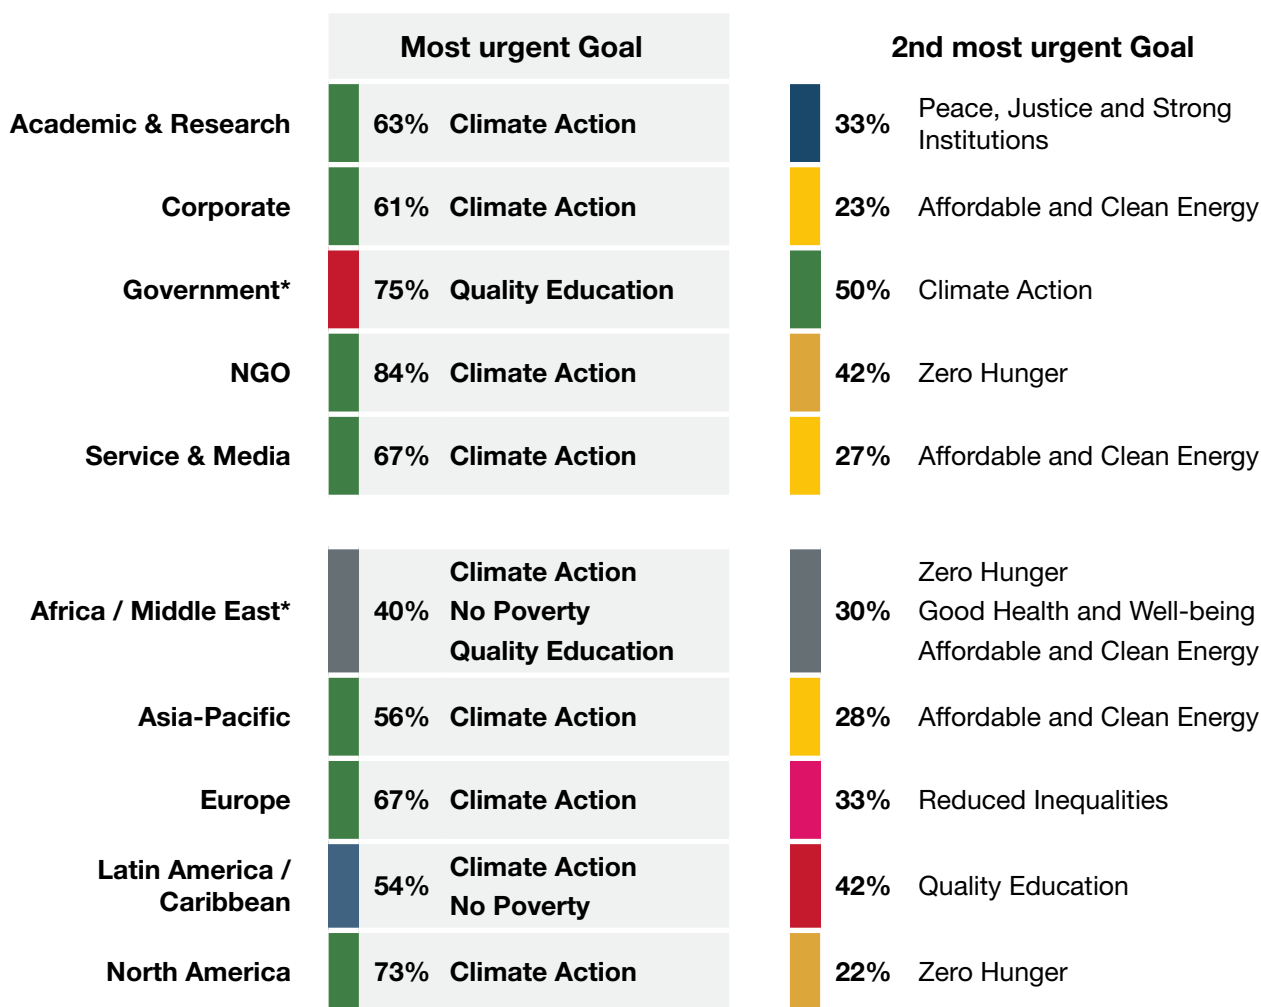 Most urgent Goal
2nd most urgent Goal
Academic & Research
63% Climate Action
33% Peace, Justice and Strong
Institutions
Corporate
61% Climate Action
23% Affordable and Clean Energy
Government*
75% Quality Education
50% Climate Action
NGO
84% Climate Action
42% Zero Hunger
Service & Media
67% Climate Action
27% Affordable and Clean Energy
Africa / Middle East*
40%
Climate Action
No Poverty
Quality Education
30%
Zero Hunger
Good Health and Well-being
Affordable and Clean Energy
Asia-Pacific
56% Climate Action
28% Affordable and Clean Energy
Europe
67% Climate Action
33% Reduced Inequalities
Latin America /
Caribbean
54%
Climate Action
No Poverty
42% Quality Education
North America
73% Climate Action
22% Zero Hunger